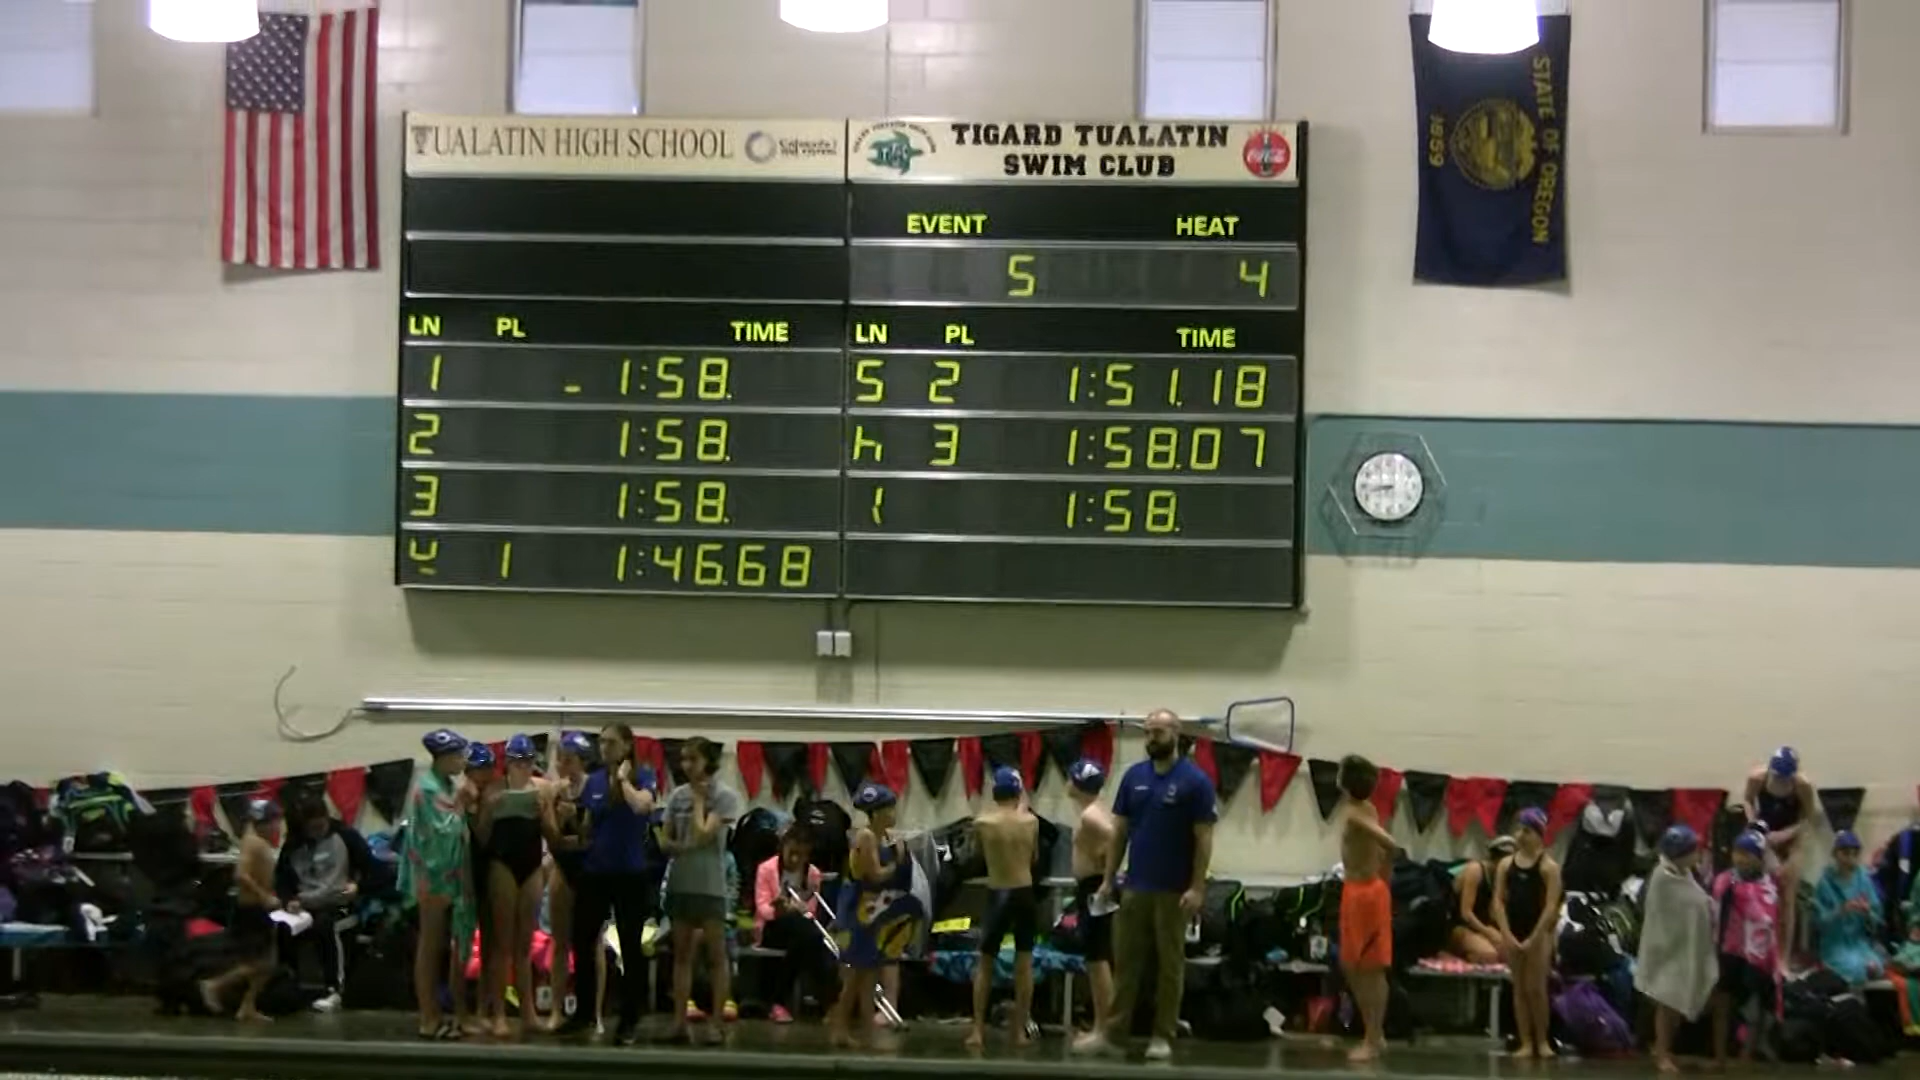 TUALATIN HIGH SCHOOL
TIGARD TUALATIN
SWIM CLUB
Coca-Cola
STATE OF OREGON
1859
EVENT HEAT
5 4
LN PL TIME
1 - 1:58.
2 1:58.
3 1:58.
4 1 1:46.68
LN PL TIME
5 2 1:51.18
h 3 1:58.07
1:58.